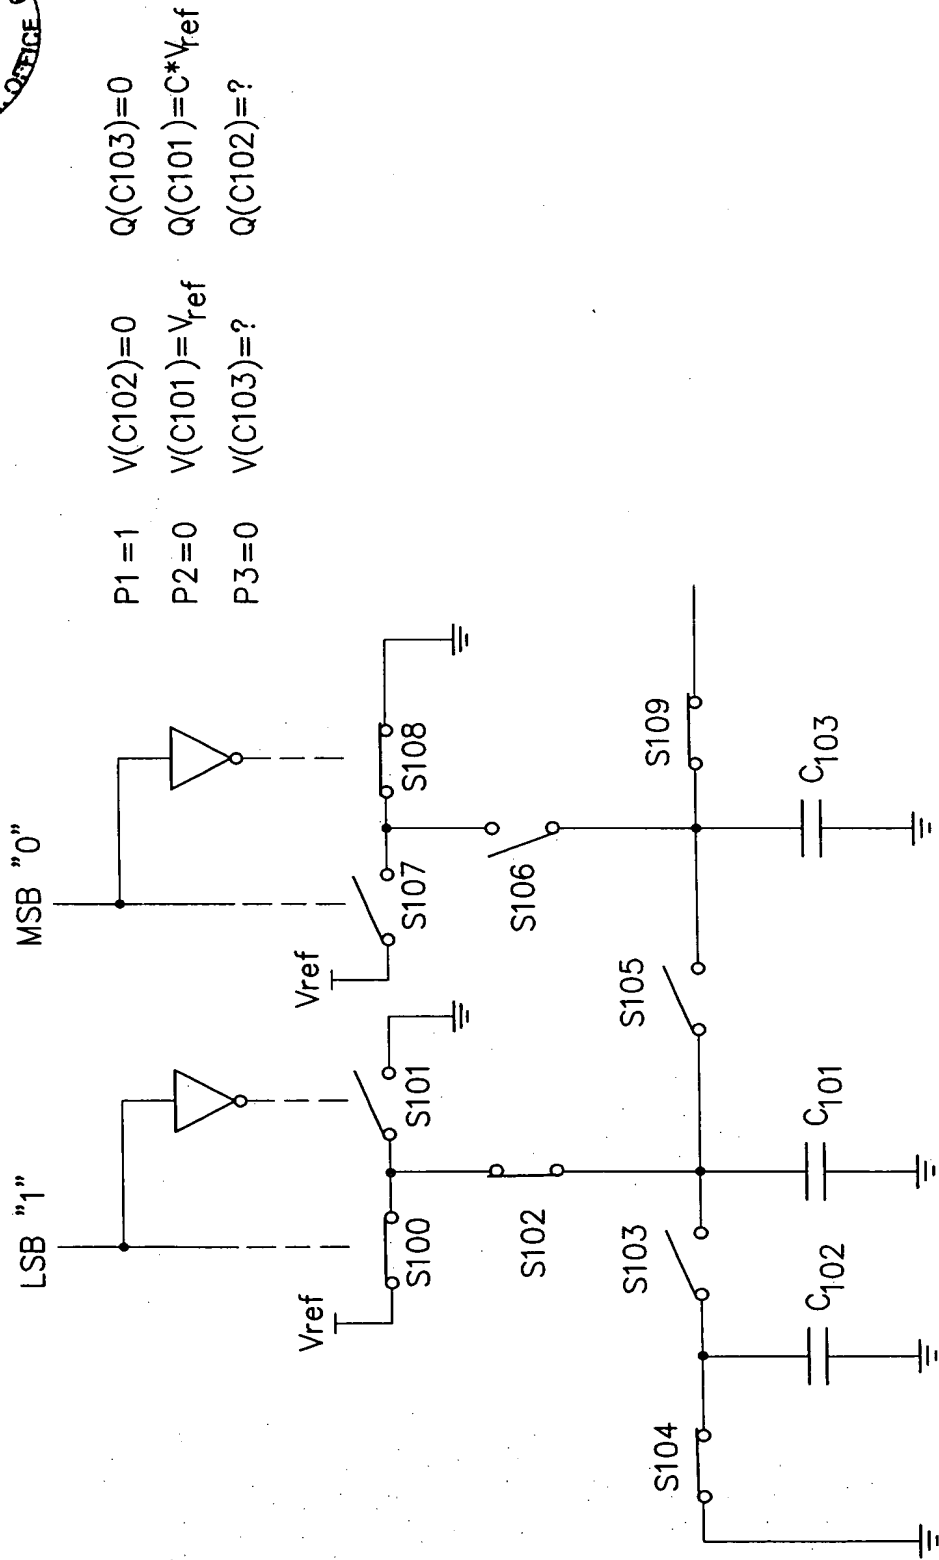 OFFICE
P1=1 V(C102)=0 Q(C103)=0
P2=0 V(C101)=Vref Q(C101)=C*Vref
P3=0 V(C103)=? Q(C102)=?
LSB "1"
MSB "0"
Vref
S100
S101
Vref
S107
S108
S102
S106
S104
S103
S105
S109
C102
C101
C103